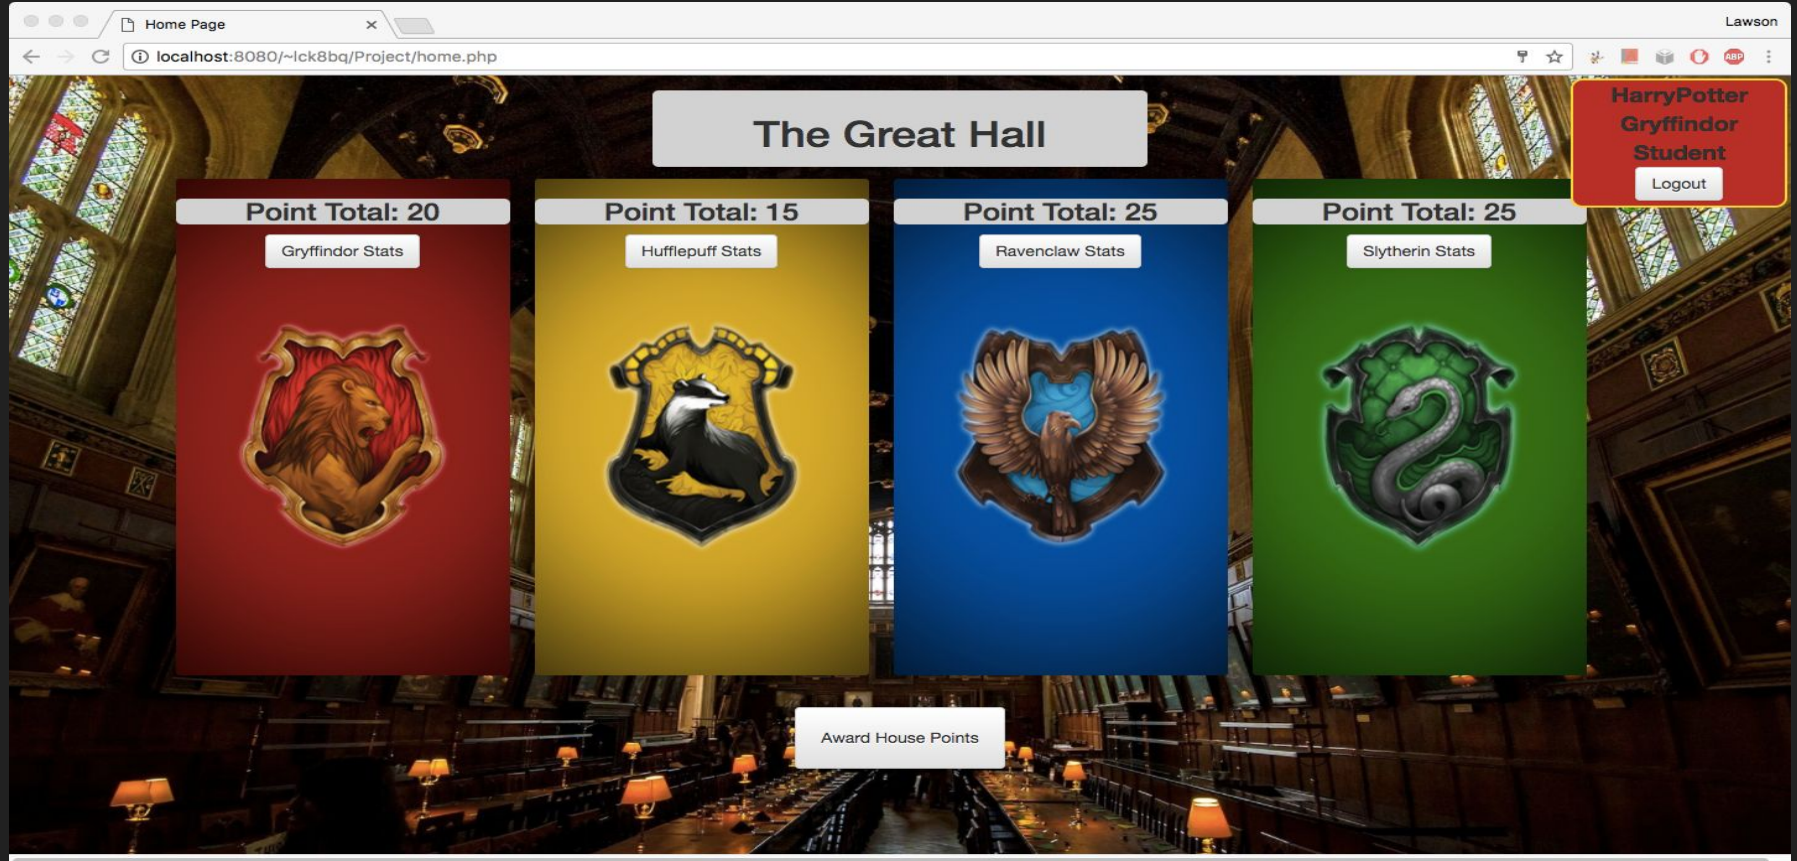 Home Page
Lawson
localhost:8080/~lck8bq/Project/home.php
ABP
The Great Hall
HarryPotter
Gryffindor
Student
Logout
Point Total: 20
Point Total: 15
Point Total: 25
Point Total: 25
Gryffindor Stats
Hufflepuff Stats
Ravenclaw Stats
Slytherin Stats
Award House Points